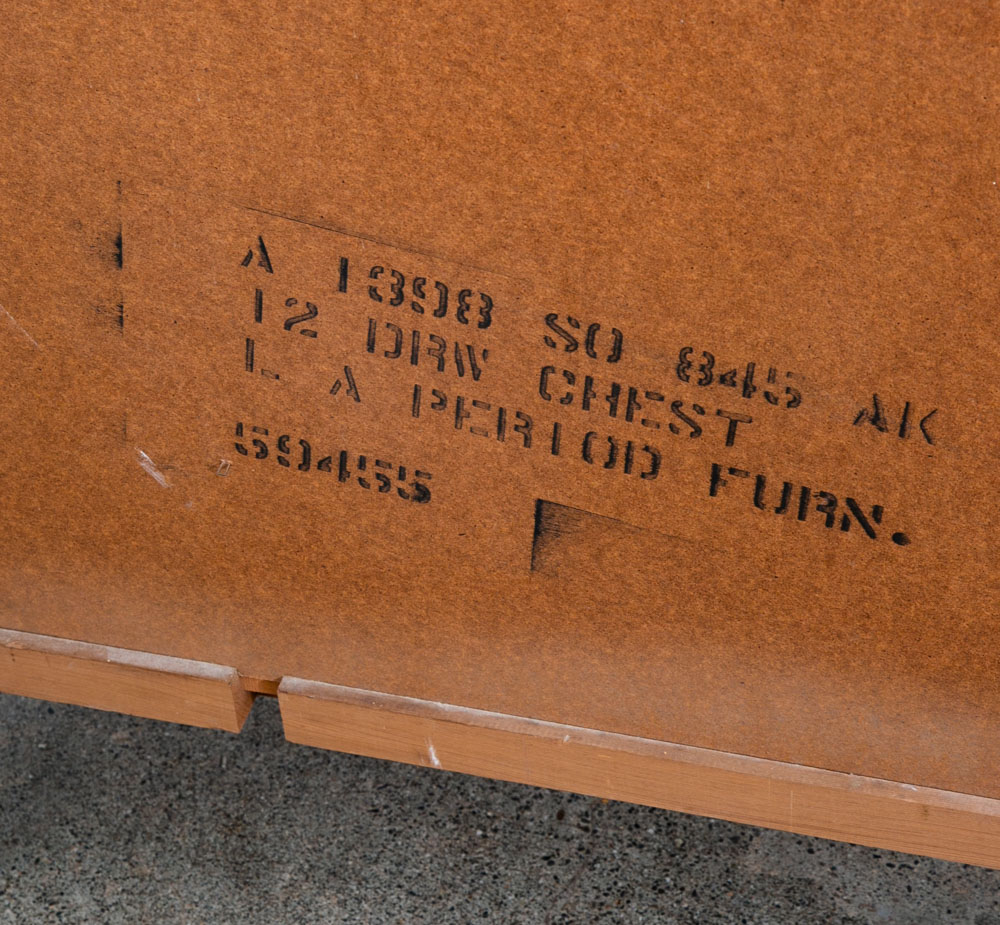 A 1398 SO 845 AK
12 DRW CHEST
L A PERIOD FURN.
59455